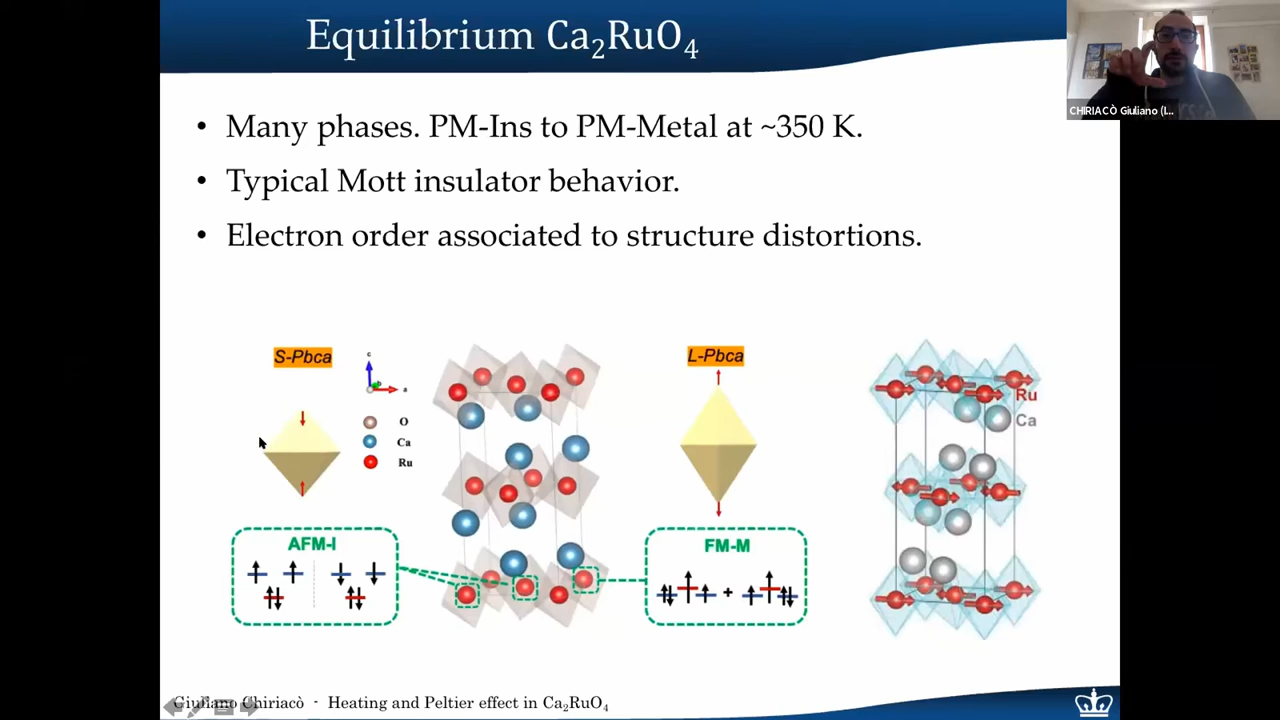 Equilibrium Ca₂RuO₄
CHIRIACÒ Giuliano (I...
• Many phases. PM-Ins to PM-Metal at ~350 K.
• Typical Mott insulator behavior.
• Electron order associated to structure distortions.
S-Pbca
c
b
a
O
Ca
Ru
L-Pbca
Ru
Ca
AFM-I
FM-M
+
Giuliano Chiriacò - Heating and Peltier effect in Ca₂RuO₄